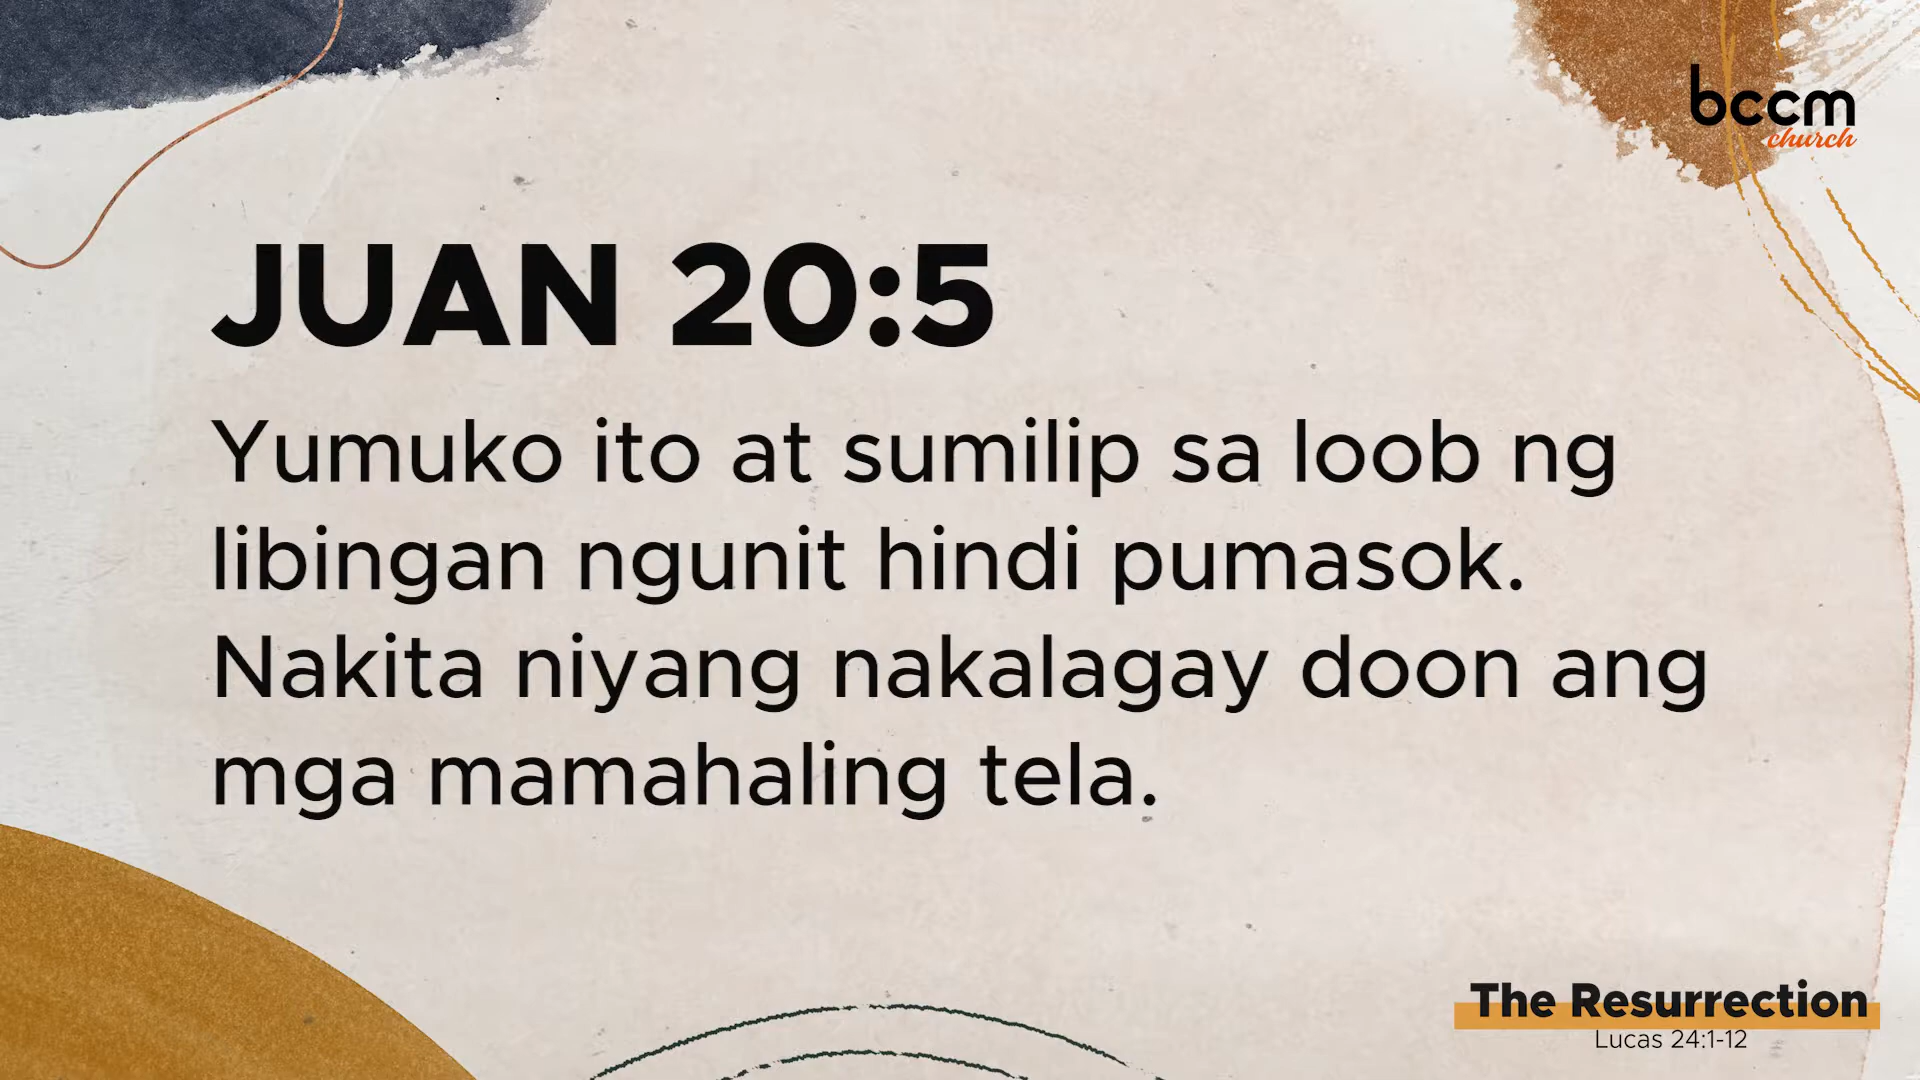 bccm
church
JUAN 20:5
Yumuko ito at sumilip sa loob ng
libingan ngunit hindi pumasok.
Nakita niyang nakalagay doon ang
mga mamahaling tela.
The Resurrection
Lucas 24:1-12